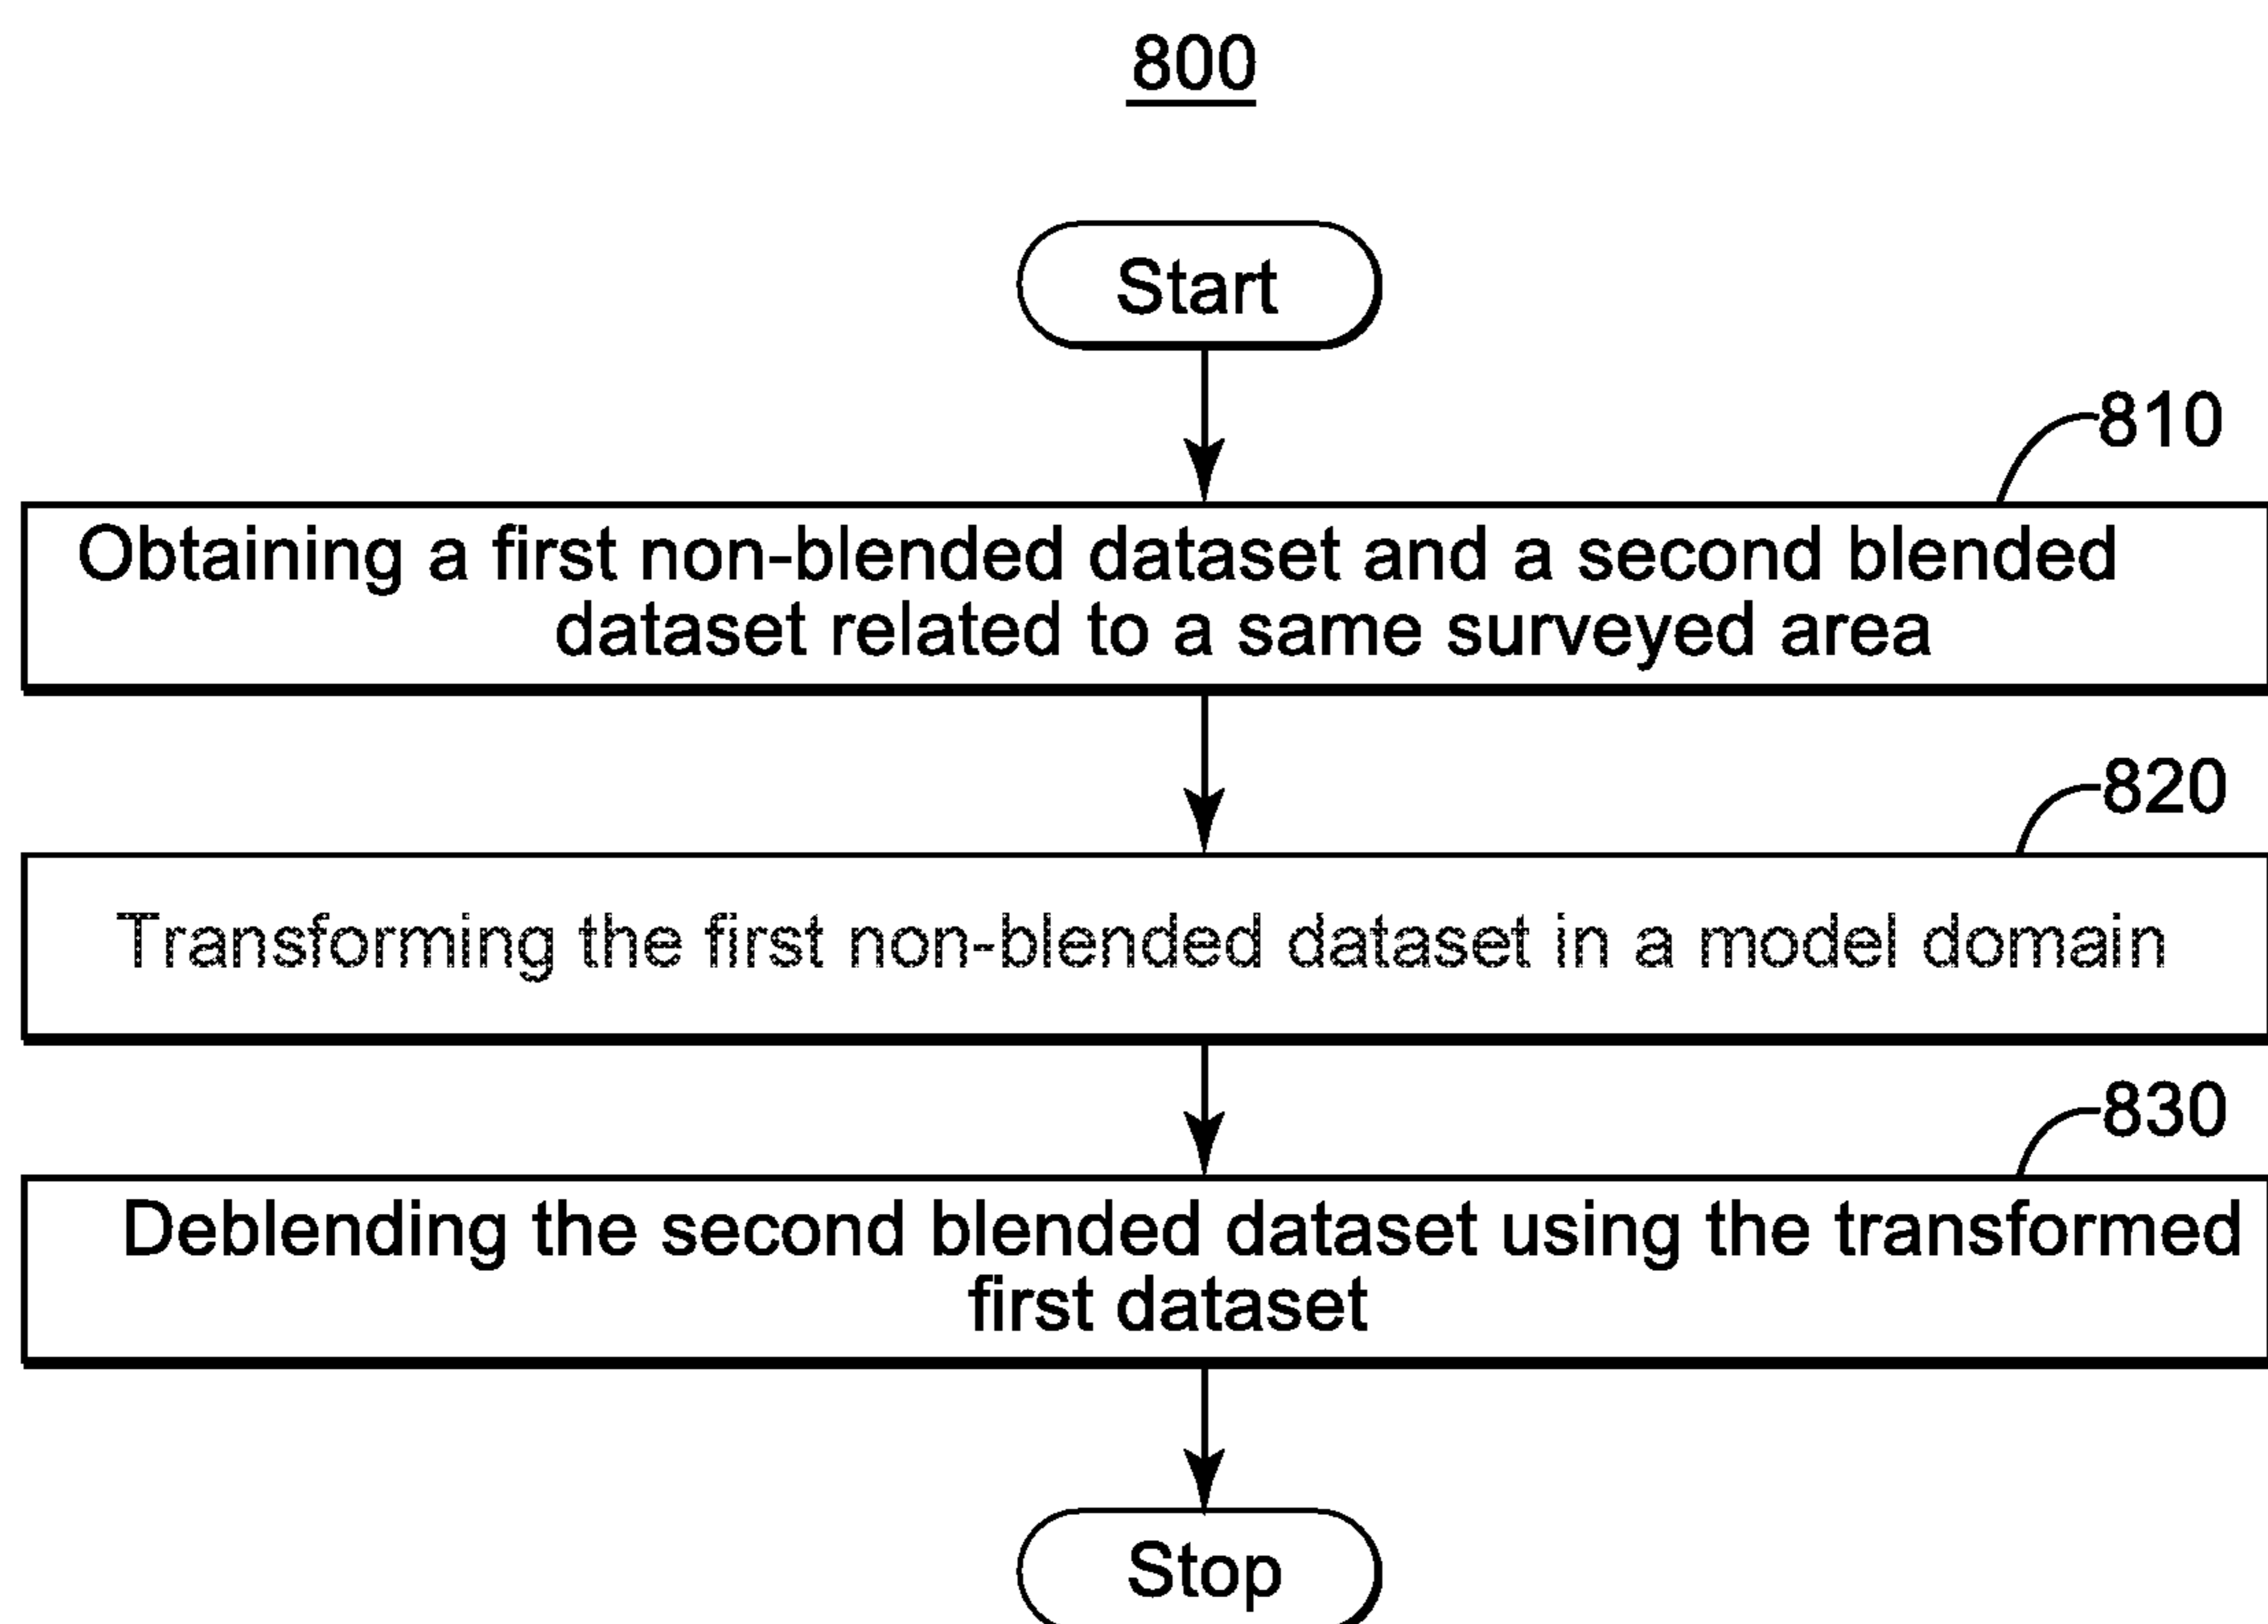 800
Start
810
Obtaining a first non-blended dataset and a second blended
dataset related to a same surveyed area
820
Transforming the first non-blended dataset in a model domain
830
Deblending the second blended dataset using the transformed
first dataset
Stop